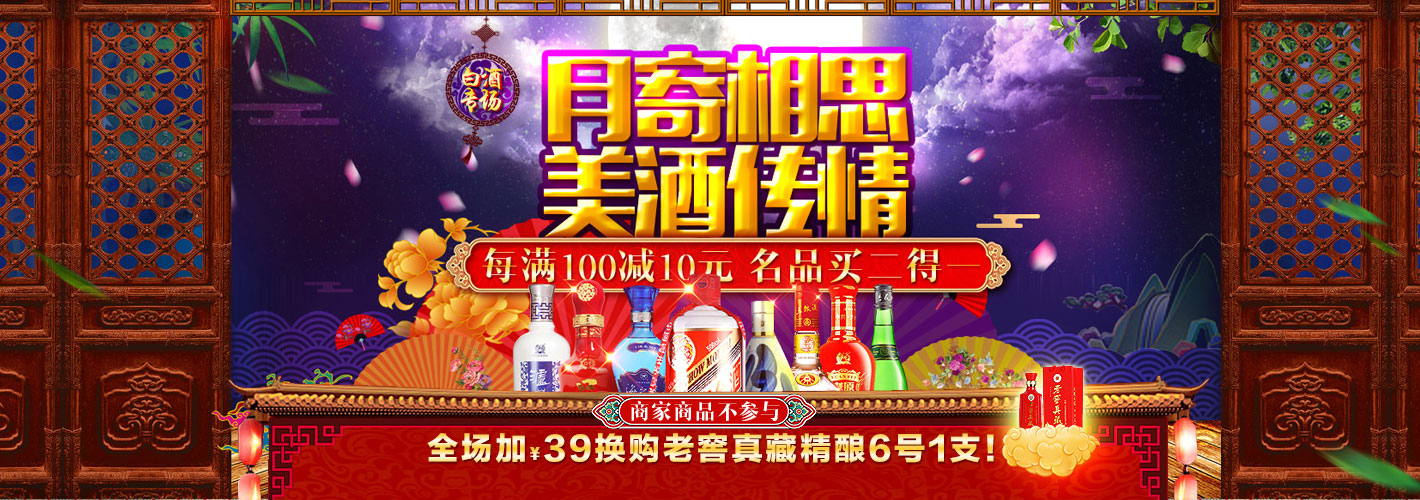 白酒
专场
月寄相思
美酒传情
每满100减10元 名品买二得一
商家商品不参与
全场加¥39换购老窖真藏精酿6号1支!